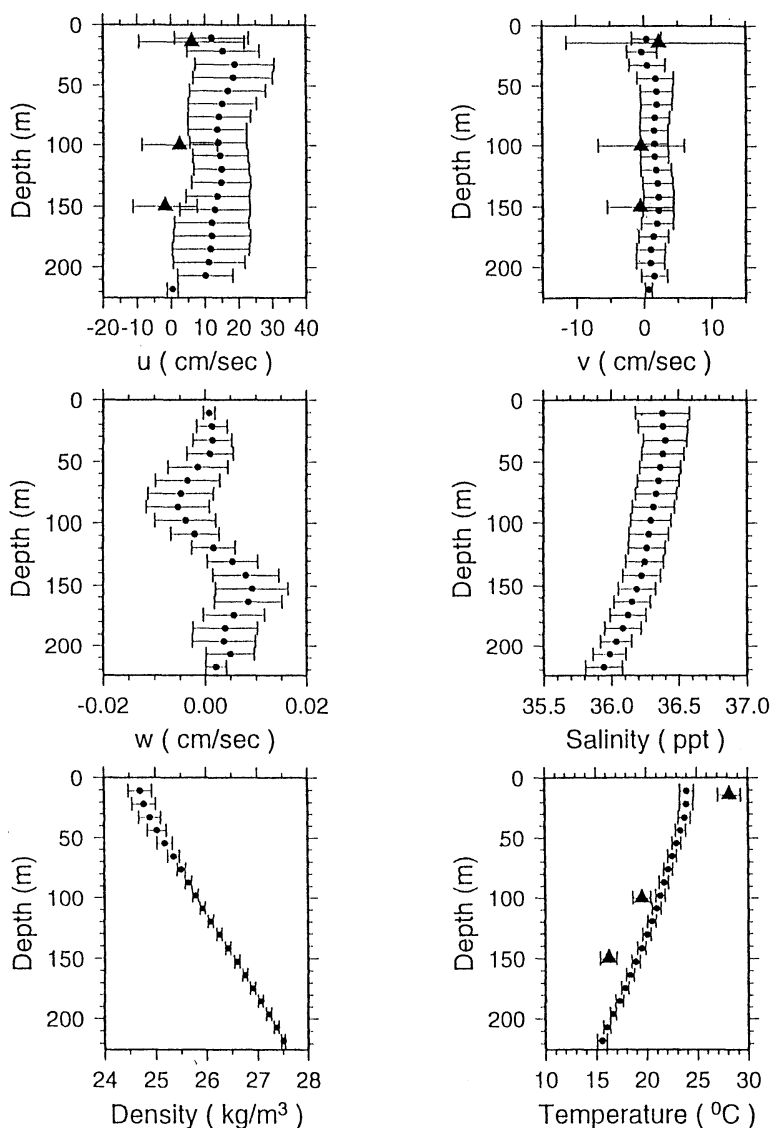 0
50
100
150
200
Depth (m)
-20 -10 0 10 20 30 40
u ( cm/sec )
0
50
100
150
200
Depth (m)
-10 0 10
v ( cm/sec )
0
50
100
150
200
Depth (m)
-0.02 0.00 0.02
w ( cm/sec )
0
50
100
150
200
Depth (m)
35.5 36.0 36.5 37.0
Salinity ( ppt )
0
50
100
150
200
Depth (m)
24 25 26 27 28
Density ( kg/m³ )
0
50
100
150
200
Depth (m)
10 16 20 24 30
Temperature ( ⁰C )